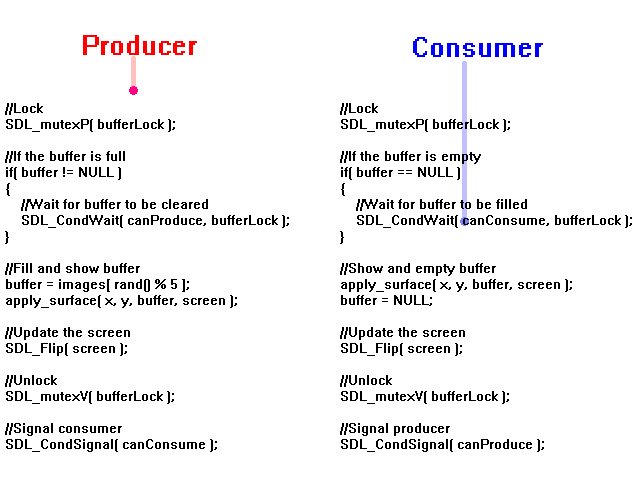 Producer
//Lock
SDL_mutexP( bufferLock );
//If the buffer is full
if( buffer != NULL )
{
//Wait for buffer to be cleared
SDL_CondWait( canProduce, bufferLock );
}
//Fill and show buffer
buffer = images[ rand() % 5 ];
apply_surface( x, y, buffer, screen );
//Update the screen
SDL_Flip( screen );
//Unlock
SDL_mutexV( bufferLock );
//Signal consumer
SDL_CondSignal( canConsume );
Consumer
//Lock
SDL_mutexP( bufferLock );
//If the buffer is empty
if( buffer == NULL )
{
//Wait for buffer to be filled
SDL_CondWait( canConsume, bufferLock );
}
//Show and empty buffer
apply_surface( x, y, buffer, screen );
buffer = NULL;
//Update the screen
SDL_Flip( screen );
//Unlock
SDL_mutexV( bufferLock );
//Signal producer
SDL_CondSignal( canProduce );